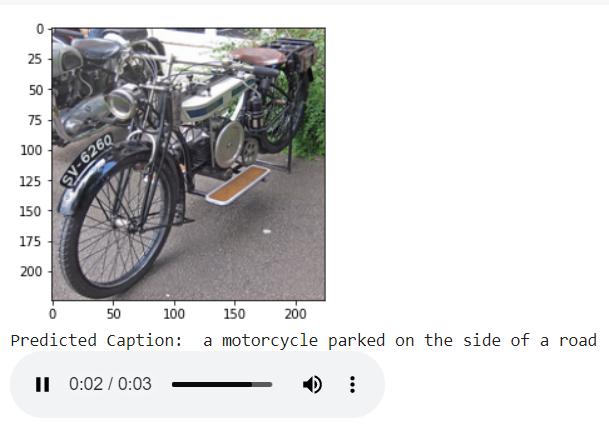 0
25
50
75
100
125
150
175
200
SV-6260
0 50 100 150 200
Predicted Caption: a motorcycle parked on the side of a road
0:02 / 0:03